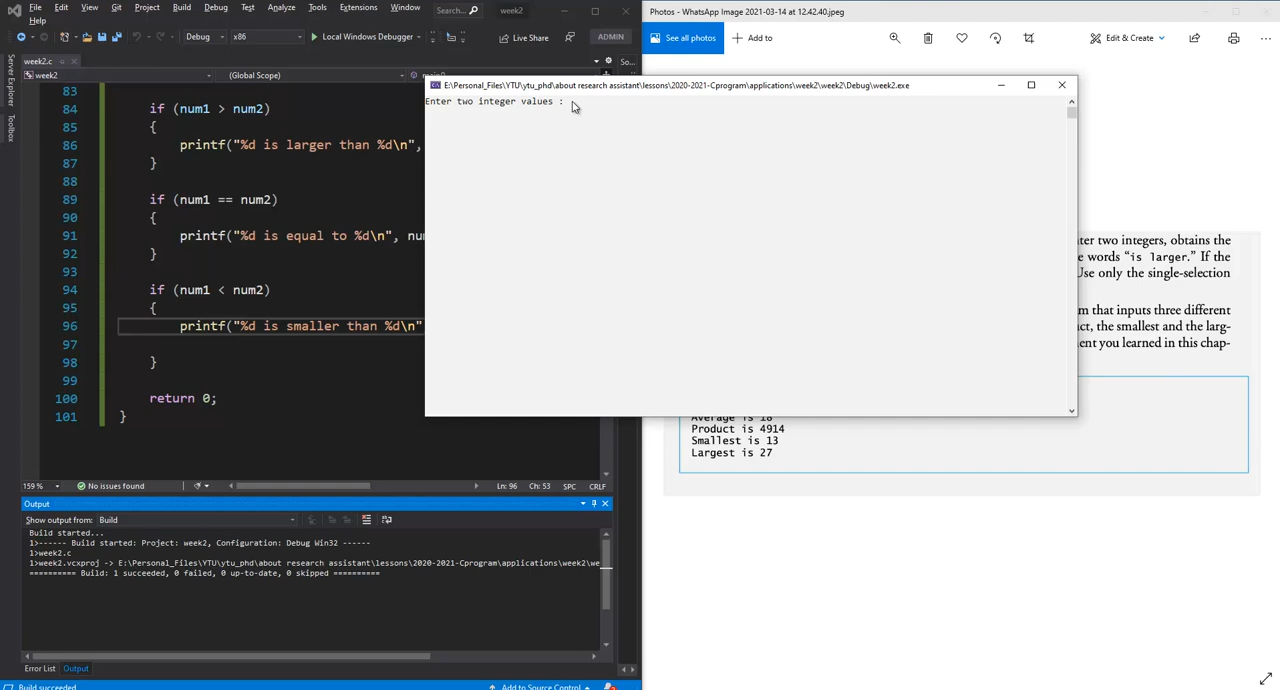 File Edit View Git Project Build Debug Test Analyze Tools Extensions Window Search... week2
Help
Debug x86 Local Windows Debugger Live Share ADMIN
week2.c
week2 (Global Scope)
Server Explorer
Toolbox
So...
83
84 if (num1 > num2)
85 {
86 printf("%d is larger than %d\n",
87 }
88
89 if (num1 == num2)
90 {
91 printf("%d is equal to %d\n", num
92 }
93
94 if (num1 < num2)
95 {
96 printf("%d is smaller than %d\n"
97
98 }
99
100 return 0;
101 }
159 % No issues found Ln: 96 Ch: 53 SPC CRLF
Output
Show output from: Build
Build started...
1>------ Build started: Project: week2, Configuration: Debug Win32 ------
1>week2.c
1>week2.vcxproj -> E:\Personal_Files\YTU\ytu_phd\about research assistant\lessons\2020-2021-Cprogram\applications\week2\we
========== Build: 1 succeeded, 0 failed, 0 up-to-date, 0 skipped ==========
Error List Output
Build succeeded Add to Source Control
E:\Personal_Files\YTU\ytu_phd\about research assistant\lessons\2020-2021-Cprogram\applications\week2\week2\Debug\week2.exe
Enter two integer values :
Photos - WhatsApp Image 2021-03-14 at 12.42.40.jpeg
See all photos Add to Edit & Create
ter two integers, obtains the
e words “is larger.” If the
Use only the single-selection
m that inputs three different
ct, the smallest and the larg-
ent you learned in this chap-
Average is 18
Product is 4914
Smallest is 13
Largest is 27